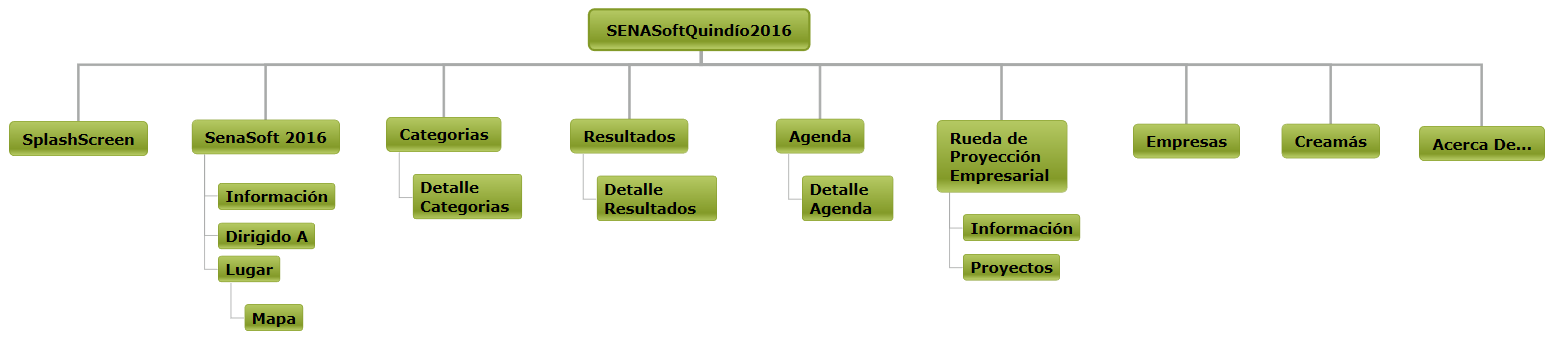 SENASoftQuindío2016
SplashScreen
SenaSoft 2016
Información
Dirigido A
Lugar
Mapa
Categorias
Detalle
Categorias
Resultados
Detalle
Resultados
Agenda
Detalle
Agenda
Rueda de
Proyección
Empresarial
Información
Proyectos
Empresas
Creamás
Acerca De...